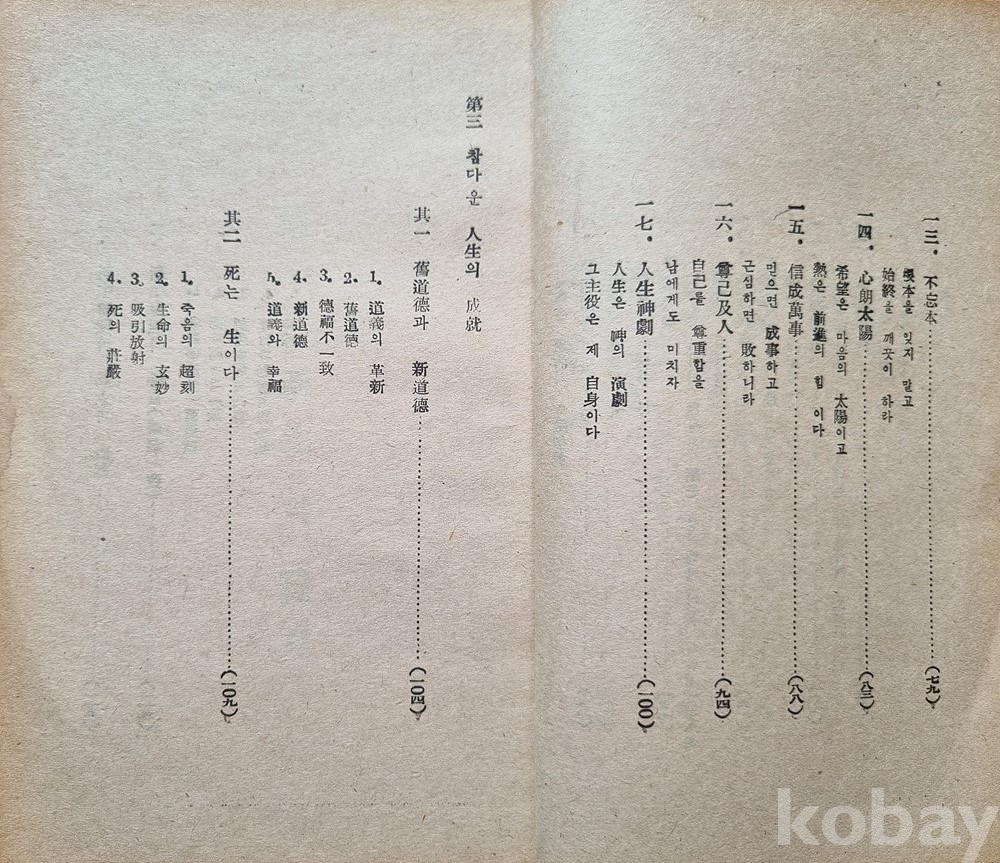 一三．不忘本……(七九)
根本을 잊지 말고
始終을 깨끗이 하라
一四．心朗太陽……(八三)
希望은 마음의 太陽이고
熱은 前進의 힘 이다
一五．信成萬事……(八八)
믿으면 成事하고
근심하면 敗하니라
一六．尊己及人……(九四)
自己를 尊重함을
남에게도 미치자
一七．人生神劇……(一〇〇)
人生은 神의 演劇
그主役은 제 自身이다
第三 참다운 人生의 成就
其一 舊道德과 新道德……(一〇四)
1. 道義의 革新
2. 舊道德
3. 德福不一致
4. 新道德
5. 道義와 幸福
其二 死는 生이다……(一〇九)
1. 죽음의 超刻
2. 生命의 玄妙
3. 吸引放射
4. 死의 莊嚴
kobay